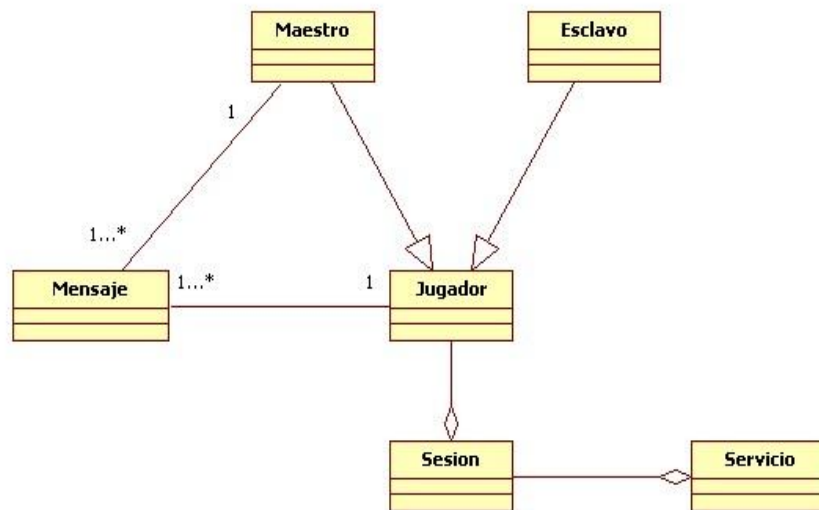 Maestro
Esclavo
1
1...*
Mensaje
1...*
1
Jugador
Sesion
Servicio